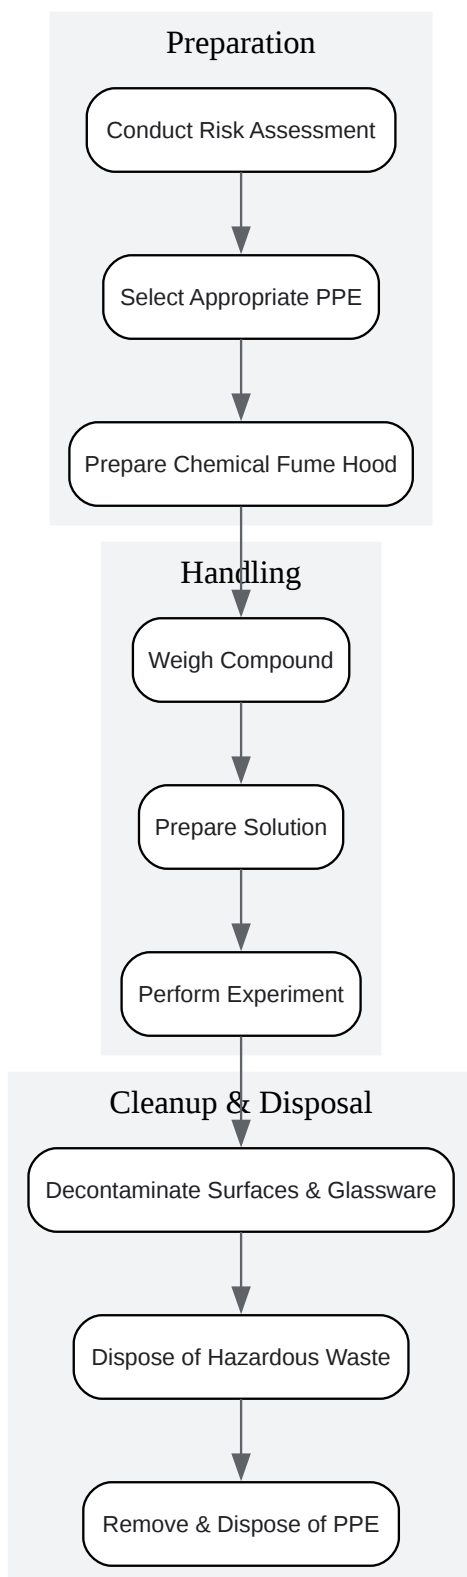 Preparation
Conduct Risk Assessment
Select Appropriate PPE
Prepare Chemical Fume Hood
Handling
Weigh Compound
Prepare Solution
Perform Experiment
Cleanup & Disposal
Decontaminate Surfaces & Glassware
Dispose of Hazardous Waste
Remove & Dispose of PPE